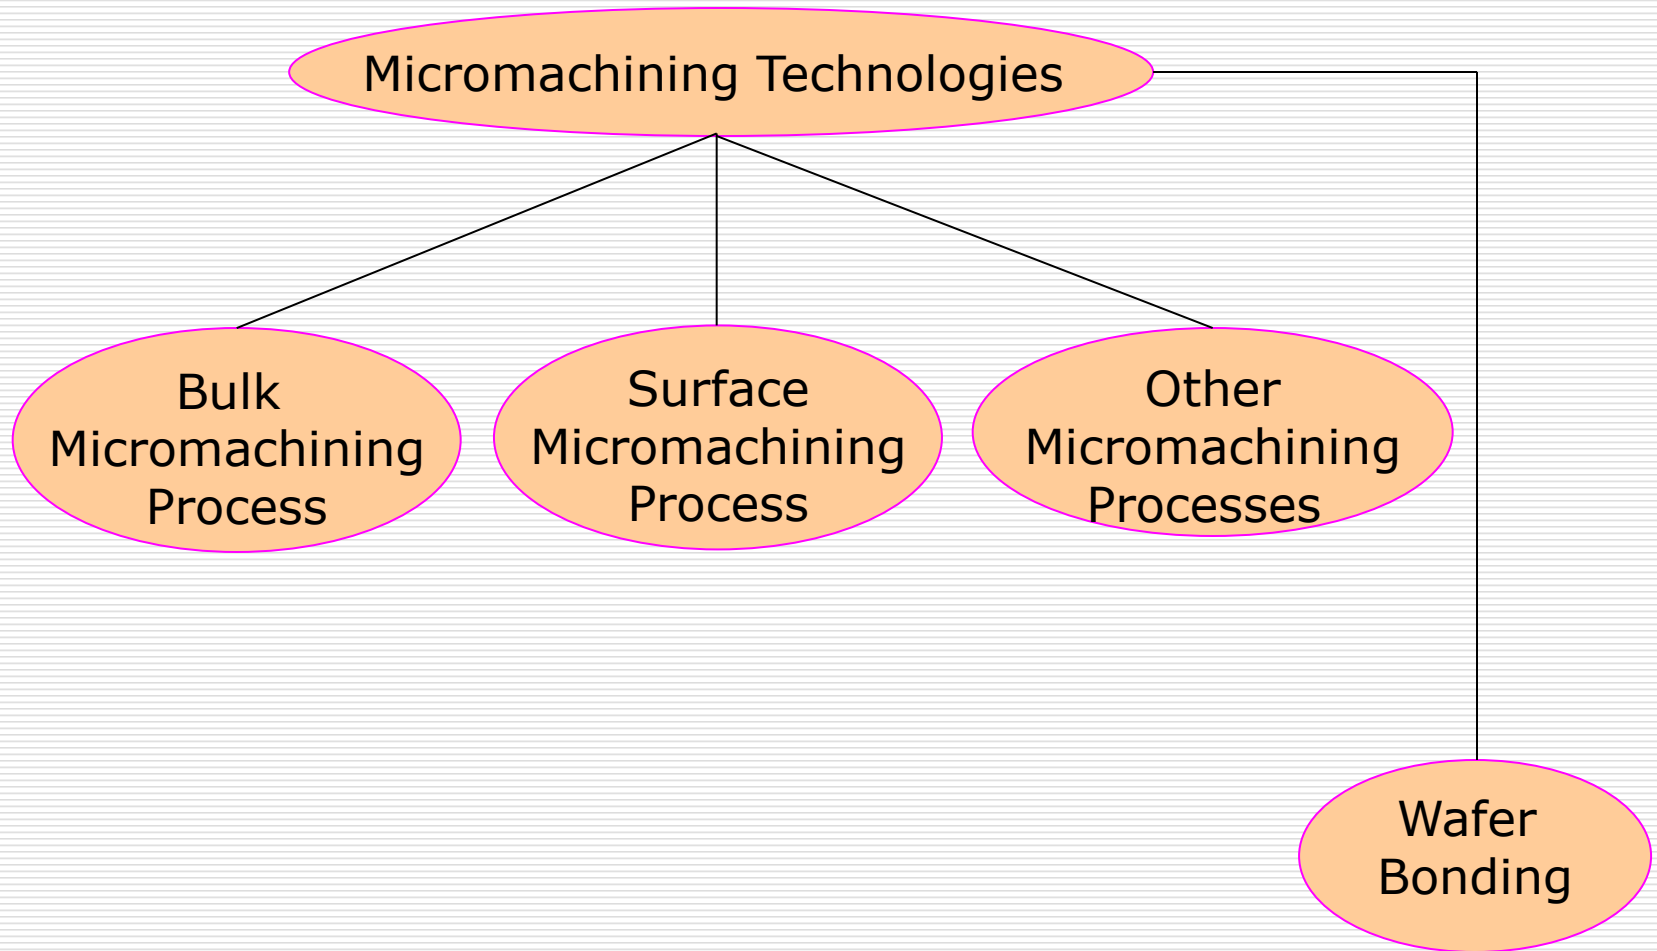 Micromachining Technologies
Bulk
Micromachining
Process
Surface
Micromachining
Process
Other
Micromachining
Processes
Wafer
Bonding